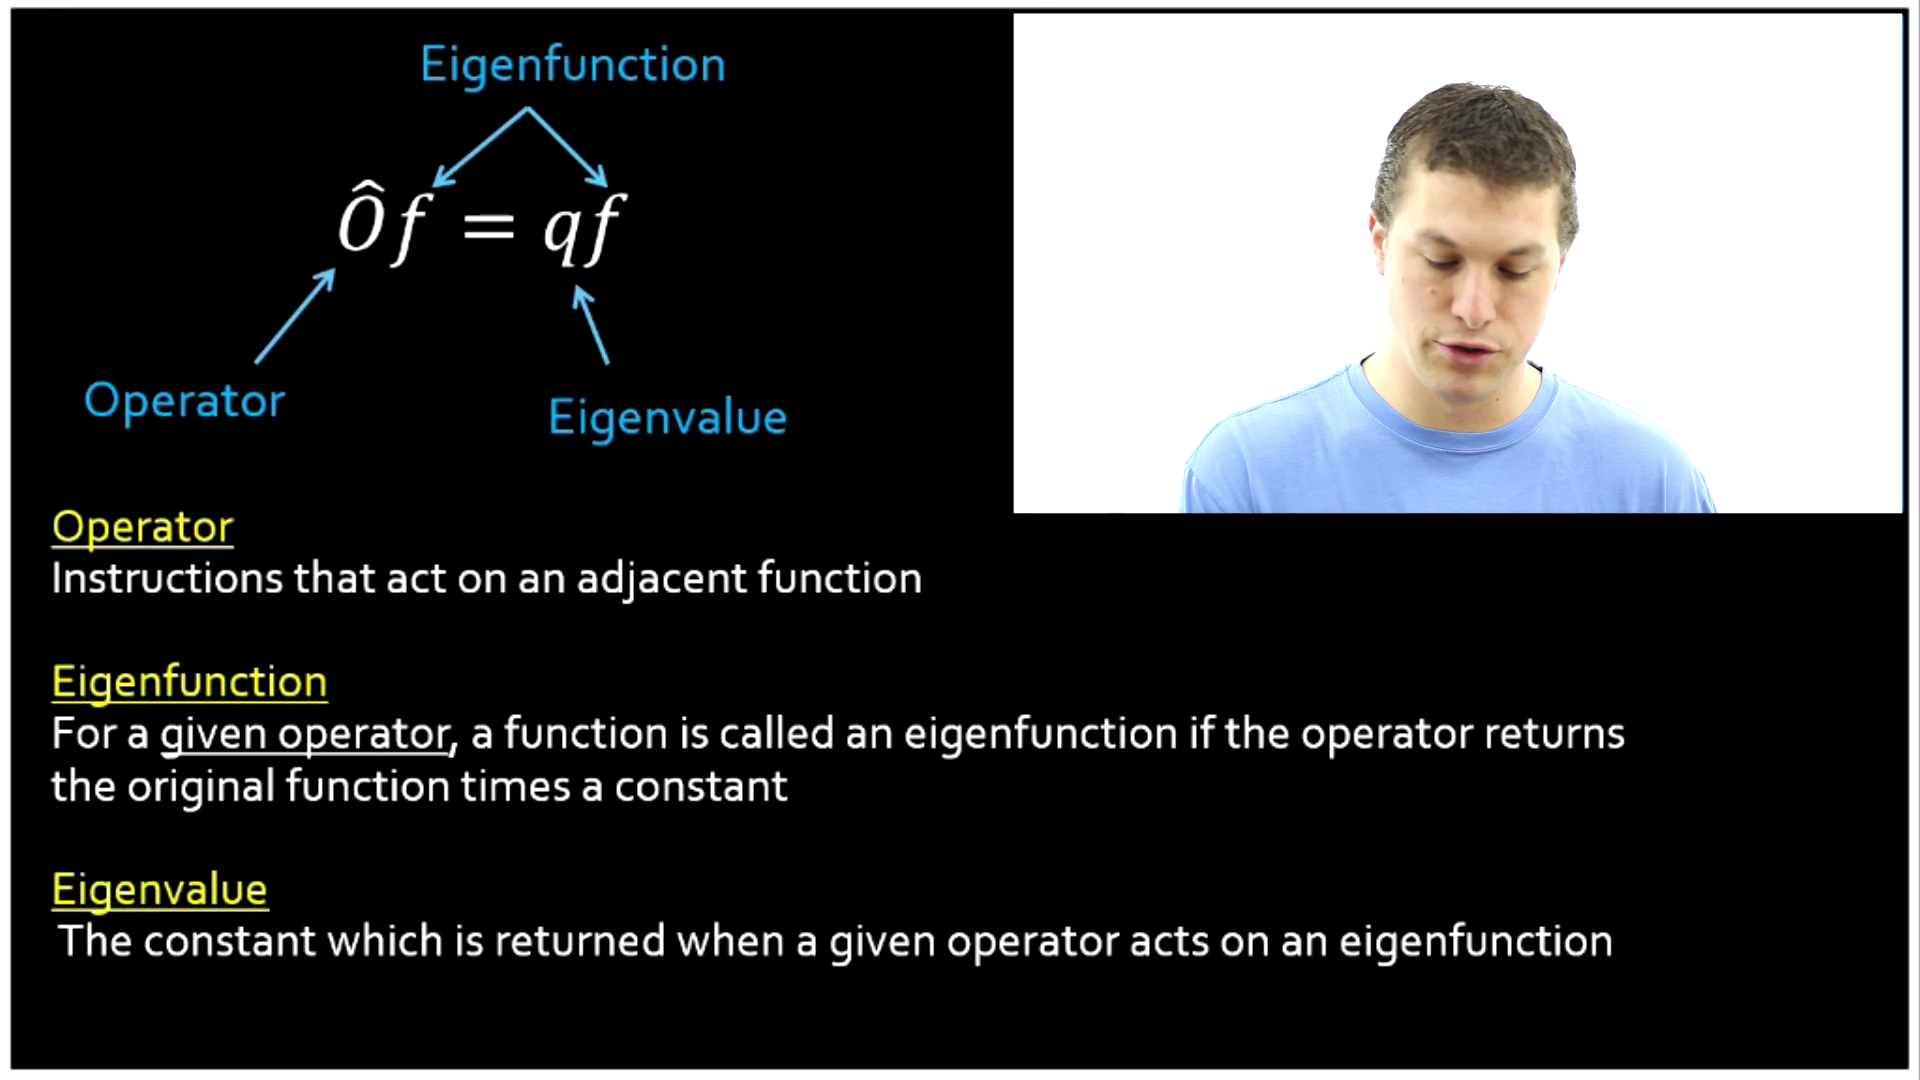 Eigenfunction
Ôf = qf
Operator
Eigenvalue
Operator
Instructions that act on an adjacent function
Eigenfunction
For a given operator, a function is called an eigenfunction if the operator returns
the original function times a constant
Eigenvalue
The constant which is returned when a given operator acts on an eigenfunction